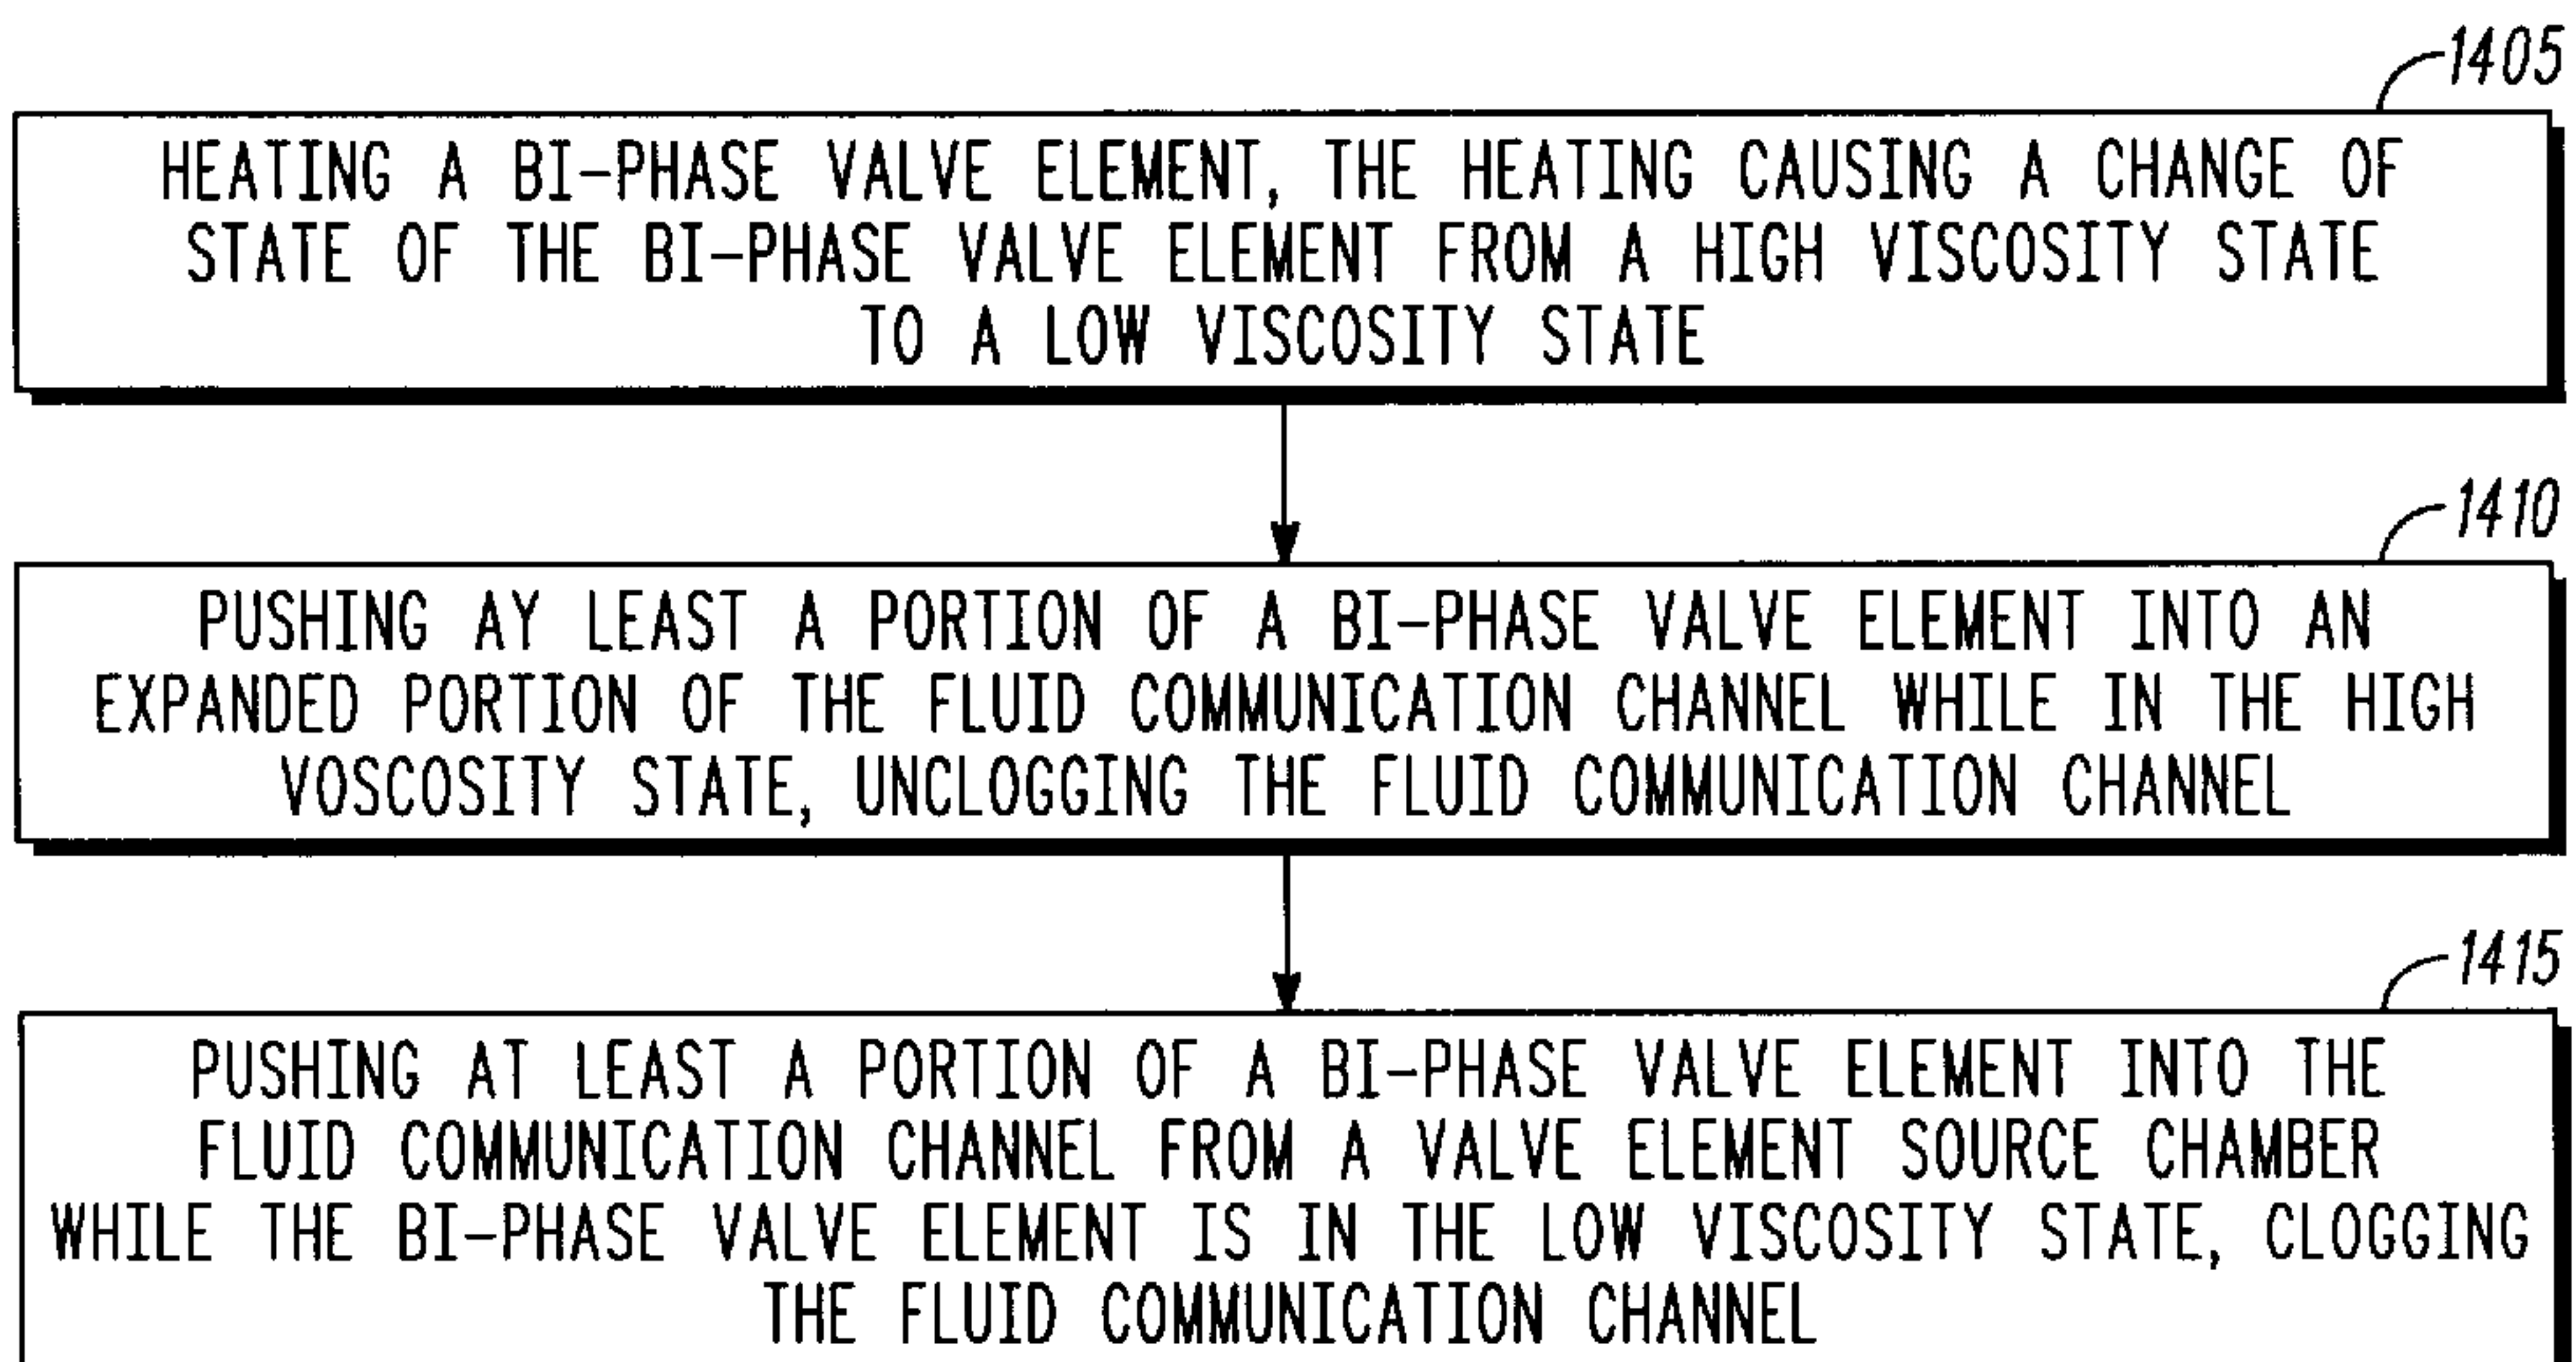 1405
HEATING A BI-PHASE VALVE ELEMENT, THE HEATING CAUSING A CHANGE OF
STATE OF THE BI-PHASE VALVE ELEMENT FROM A HIGH VISCOSITY STATE
TO A LOW VISCOSITY STATE
1410
PUSHING AY LEAST A PORTION OF A BI-PHASE VALVE ELEMENT INTO AN
EXPANDED PORTION OF THE FLUID COMMUNICATION CHANNEL WHILE IN THE HIGH
VOSCOSITY STATE, UNCLOGGING THE FLUID COMMUNICATION CHANNEL
1415
PUSHING AT LEAST A PORTION OF A BI-PHASE VALVE ELEMENT INTO THE
FLUID COMMUNICATION CHANNEL FROM A VALVE ELEMENT SOURCE CHAMBER
WHILE THE BI-PHASE VALVE ELEMENT IS IN THE LOW VISCOSITY STATE, CLOGGING
THE FLUID COMMUNICATION CHANNEL